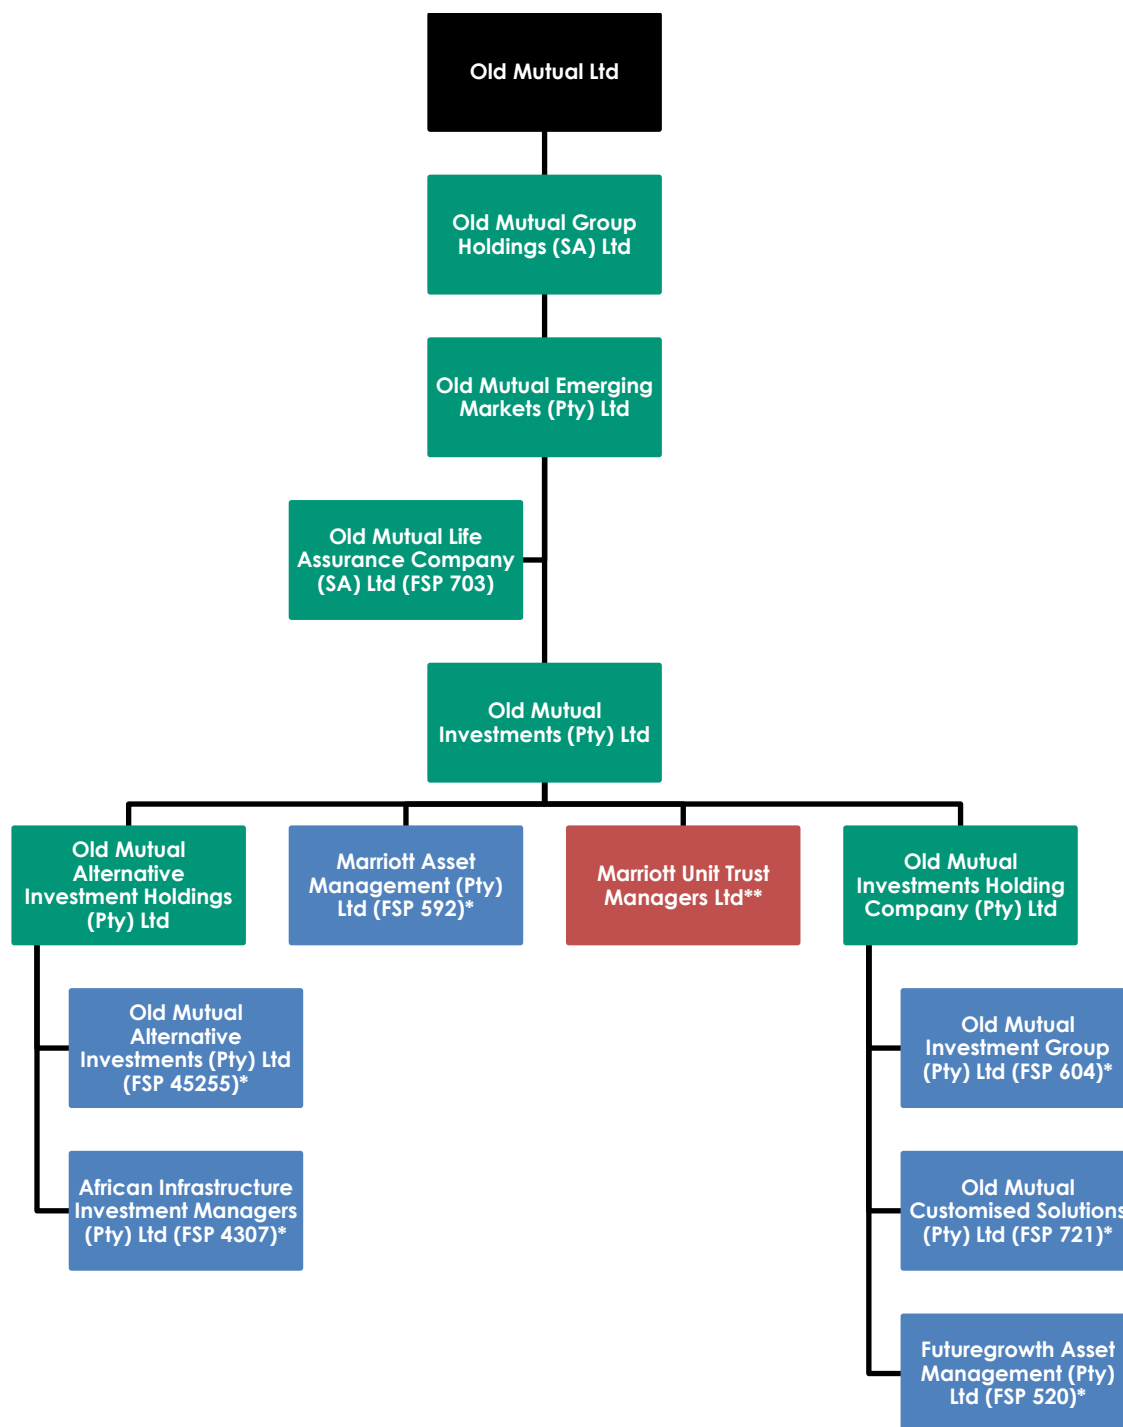 Old Mutual Ltd
Old Mutual Group
Holdings (SA) Ltd
Old Mutual Emerging
Markets (Pty) Ltd
Old Mutual Life
Assurance Company
(SA) Ltd (FSP 703)
Old Mutual
Investments (Pty) Ltd
Old Mutual
Alternative
Investment Holdings
(Pty) Ltd
Marriott Asset
Management (Pty)
Ltd (FSP 592)*
Marriott Unit Trust
Managers Ltd**
Old Mutual
Investments Holding
Company (Pty) Ltd
Old Mutual
Alternative
Investments (Pty) Ltd
(FSP 45255)*
African Infrastructure
Investment Managers
(Pty) Ltd (FSP 4307)*
Old Mutual
Investment Group
(Pty) Ltd (FSP 604)*
Old Mutual
Customised Solutions
(Pty) Ltd (FSP 721)*
Futuregrowth Asset
Management (Pty)
Ltd (FSP 520)*